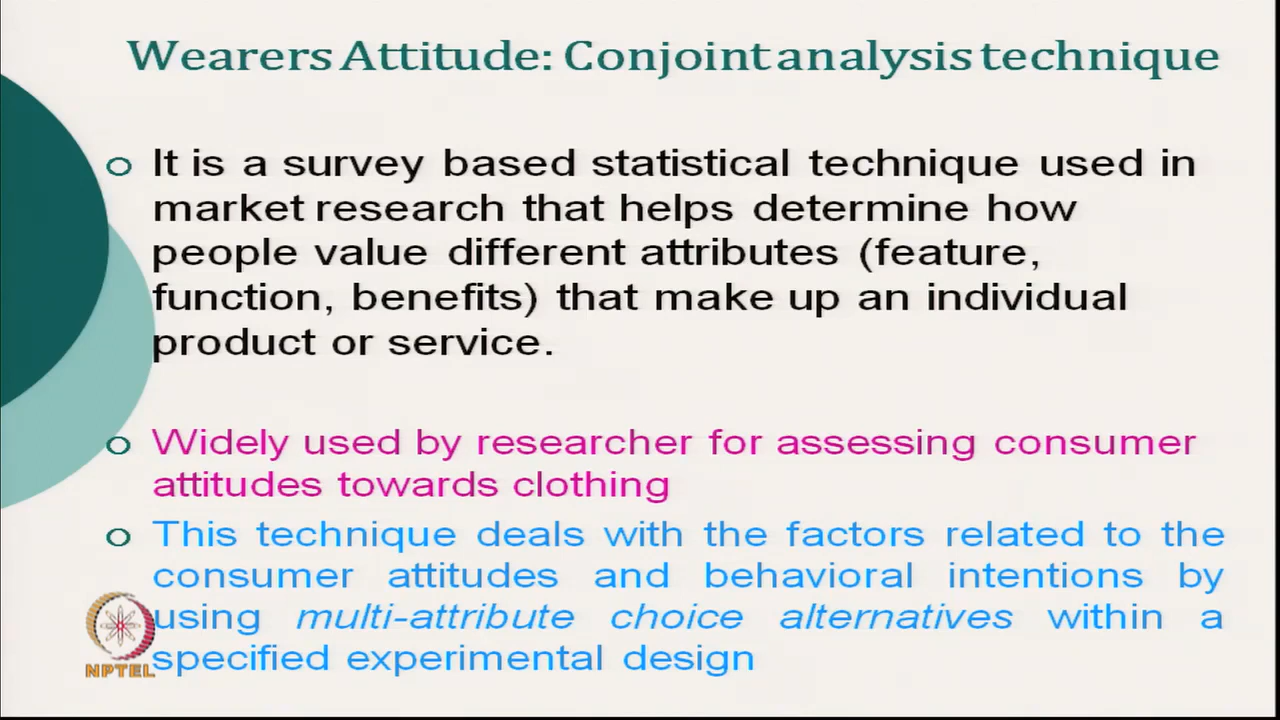 Wearers Attitude: Conjoint analysis technique
It is a survey based statistical technique used in
market research that helps determine how
people value different attributes (feature,
function, benefits) that make up an individual
product or service.
Widely used by researcher for assessing consumer
attitudes towards clothing
This technique deals with the factors related to the
consumer attitudes and behavioral intentions by
using multi-attribute choice alternatives within a
specified experimental design
NPTEL